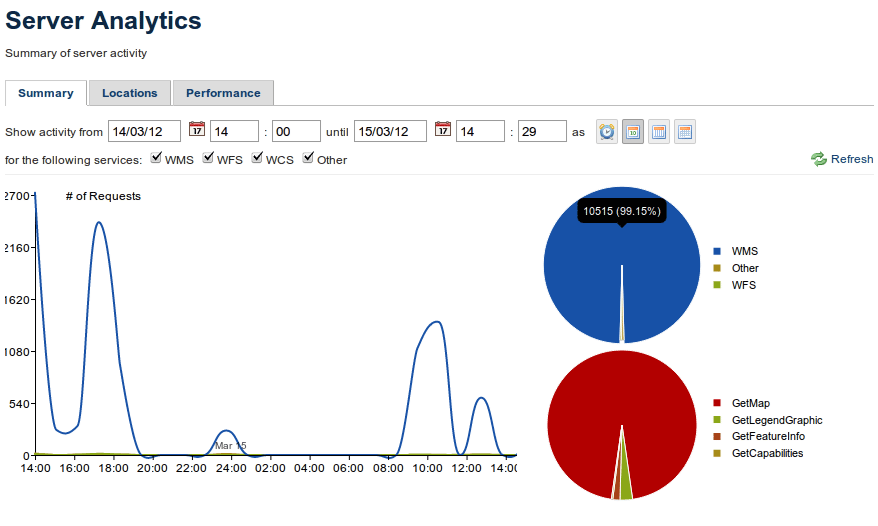 Server Analytics
Summary of server activity
Summary Locations Performance
Show activity from 14/03/12 17 14 : 00 until 15/03/12 17 14 : 29 as 10
for the following services: WMS WFS WCS Other Refresh
# of Requests
2700
2160
1620
1080
540
0
Mar 15
14:00 16:00 18:00 20:00 22:00 24:00 02:00 04:00 06:00 08:00 10:00 12:00 14:00
10515 (99.15%)
WMS
Other
WFS
GetMap
GetLegendGraphic
GetFeatureInfo
GetCapabilities